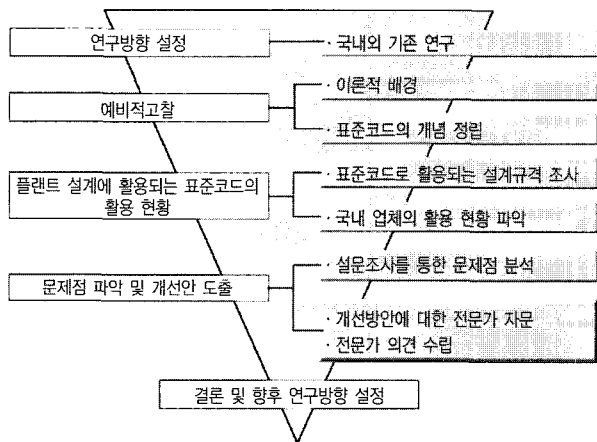 연구방향 설정
· 국내외 기존 연구
예비적고찰
· 이론적 배경
· 표준코드의 개념 정립
플랜트 설계에 활용되는 표준코드의
활용 현황
· 표준코드로 활용되는 설계규격 조사
· 국내 업체의 활용 현황 파악
문제점 파악 및 개선안 도출
· 설문조사를 통한 문제점 분석
· 개선방안에 대한 전문가 자문
· 전문가 의견 수립
결론 및 향후 연구방향 설정